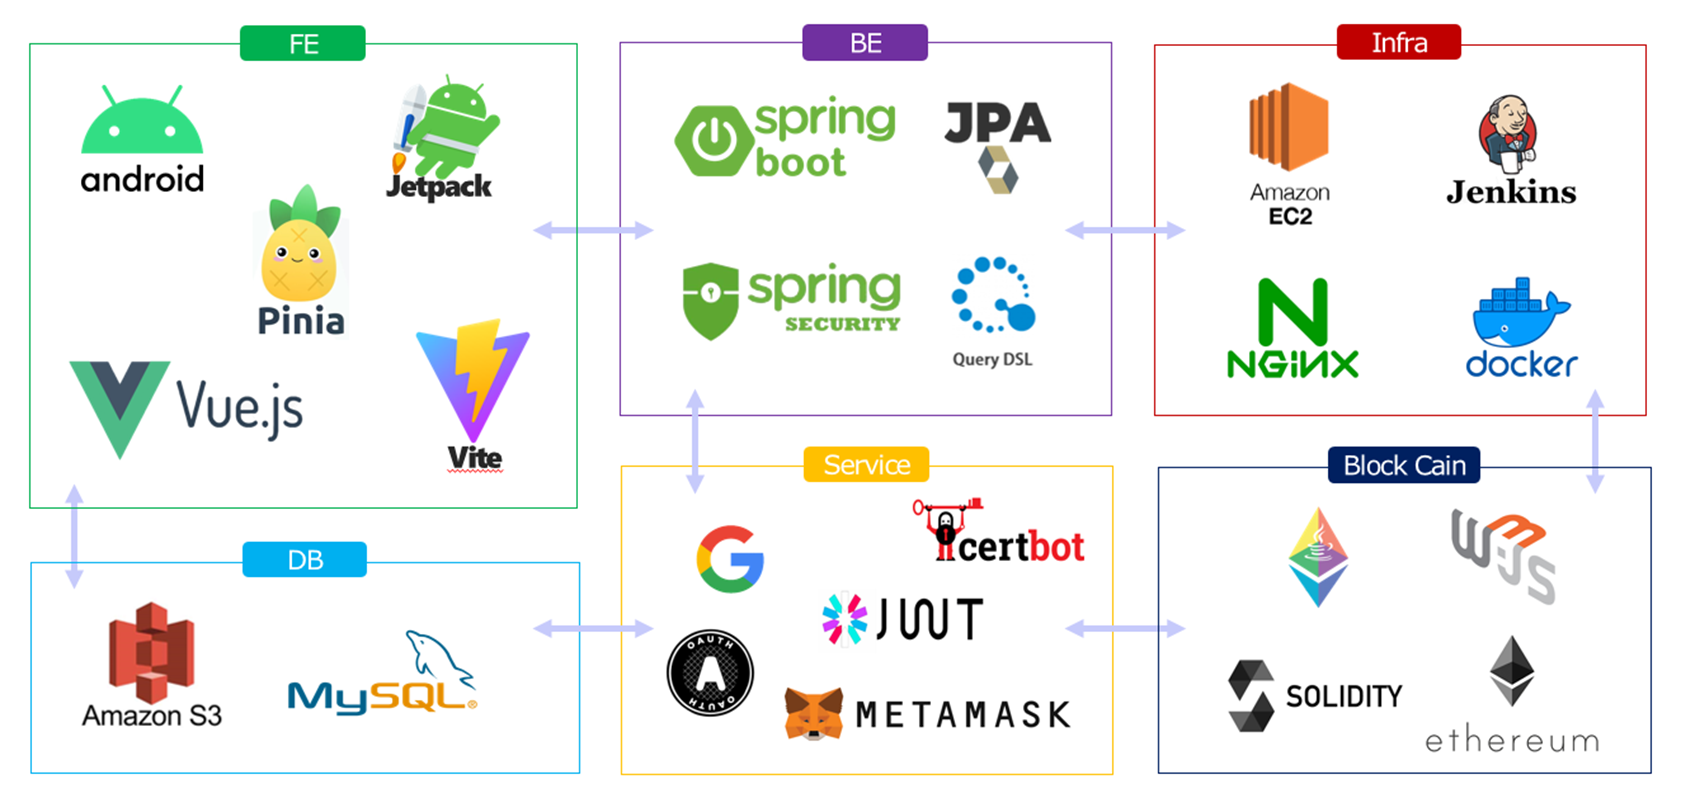 FE
android
Jetpack
Pinia
Vue.js
Vite
BE
spring
boot
JPA
spring
SECURITY
Query DSL
Infra
Amazon
EC2
Jenkins
NGiNX
docker
DB
Amazon S3
MySQL®
Service
G
certbot
JWT
OAUTH
A
OAUTH
METAMASK
Block Cain
W3JS
SOLIDITY
ethereum